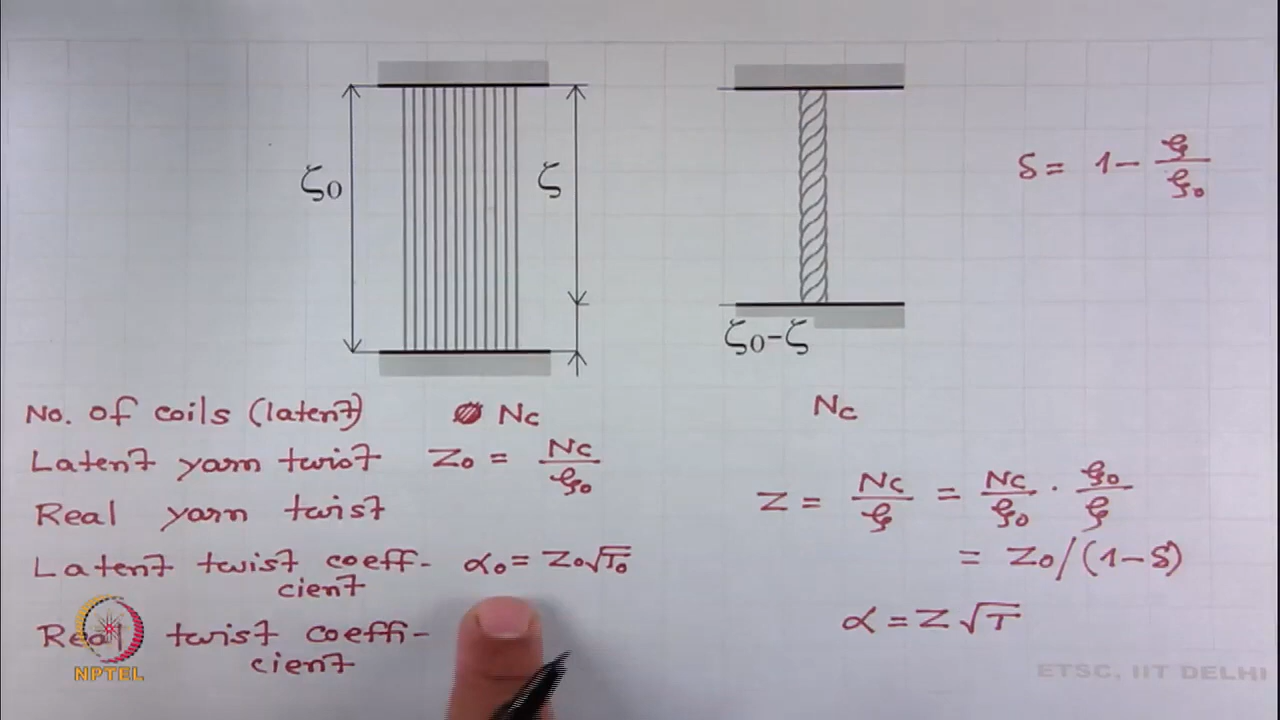 ζ₀
ζ
δ = 1 - ζ/ζ₀
ζ₀-ζ
No. of coils (latent) Nc Nc
Latent yarn twist Z₀ = Nc/ζ₀
Real yarn twist Z = Nc/ζ = Nc/ζ₀ · ζ₀/ζ
= Z₀/(1-δ)
Latent twist coeff- α₀ = Z₀√T₀
cient
Real twist coeffi- α = Z√T
cient
NPTEL
ETSC, IIT DELHI